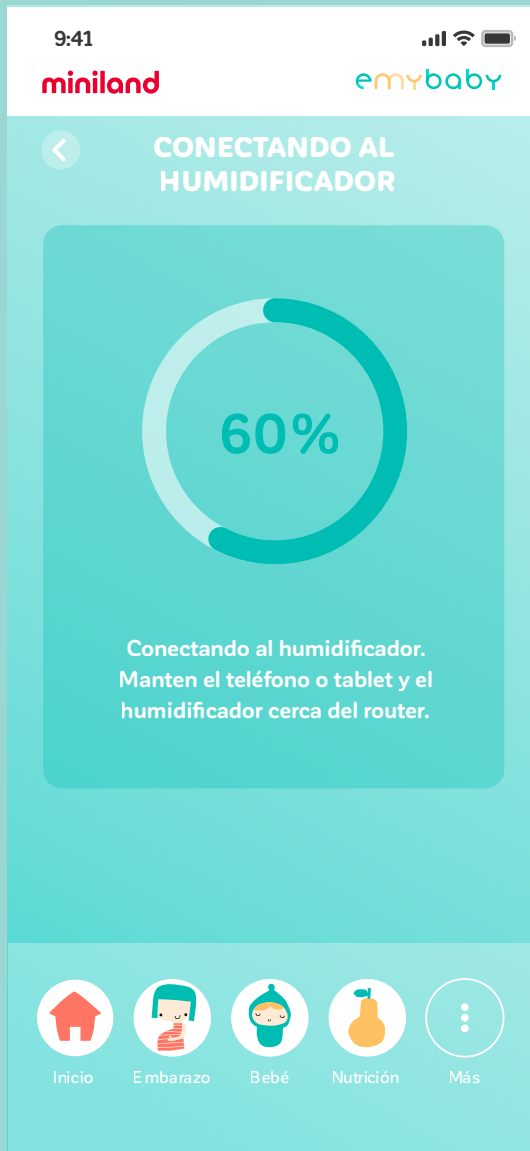 9:41
miniland
emybaby
CONECTANDO AL
HUMIDIFICADOR
60%
Conectando al humidificador.
Manten el teléfono o tablet y el
humidificador cerca del router.
Inicio
Embarazo
Bebé
Nutrición
Más